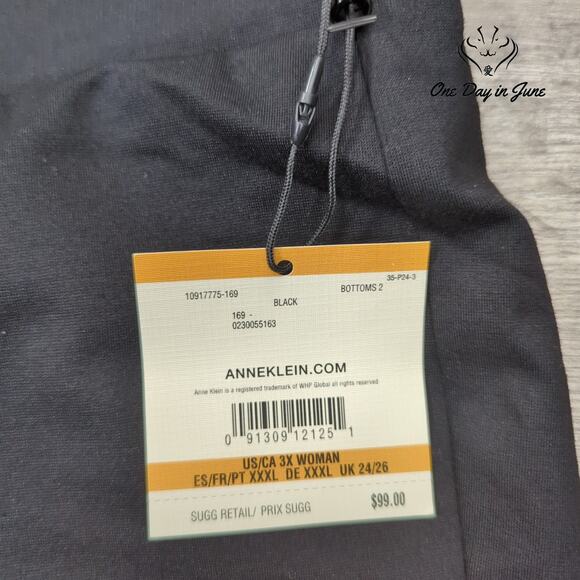 愛
One Day in June
35-P24-3
10917775-169 BLACK BOTTOMS 2
169 -
0230055163
ANNEKLEIN.COM
Anne Klein is a registered trademark of WHP Global all rights reserved
0 91309 12125 1
US/CA 3X WOMAN
ES/FR/PT XXXL DE XXXL UK 24/26
SUGG RETAIL/ PRIX SUGG $99.00